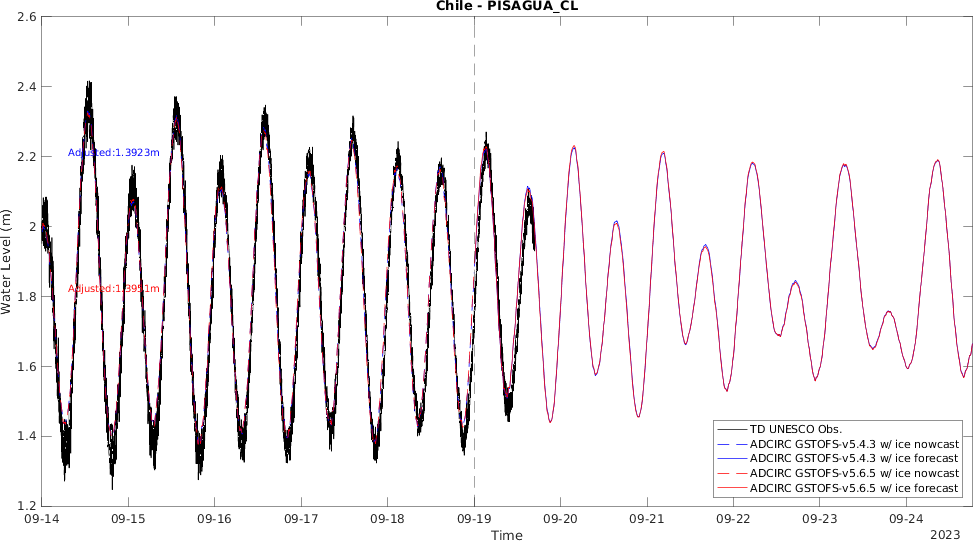 Chile - PISAGUA_CL
2.6
2.4
2.2
2
1.8
1.6
1.4
1.2
Water Level (m)
Adjusted:1.3923m
Adjusted:1.3951m
TD UNESCO Obs.
ADCIRC GSTOFS-v5.4.3 w/ ice nowcast
ADCIRC GSTOFS-v5.4.3 w/ ice forecast
ADCIRC GSTOFS-v5.6.5 w/ ice nowcast
ADCIRC GSTOFS-v5.6.5 w/ ice forecast
09-14 09-15 09-16 09-17 09-18 09-19 09-20 09-21 09-22 09-23 09-24
Time
2023